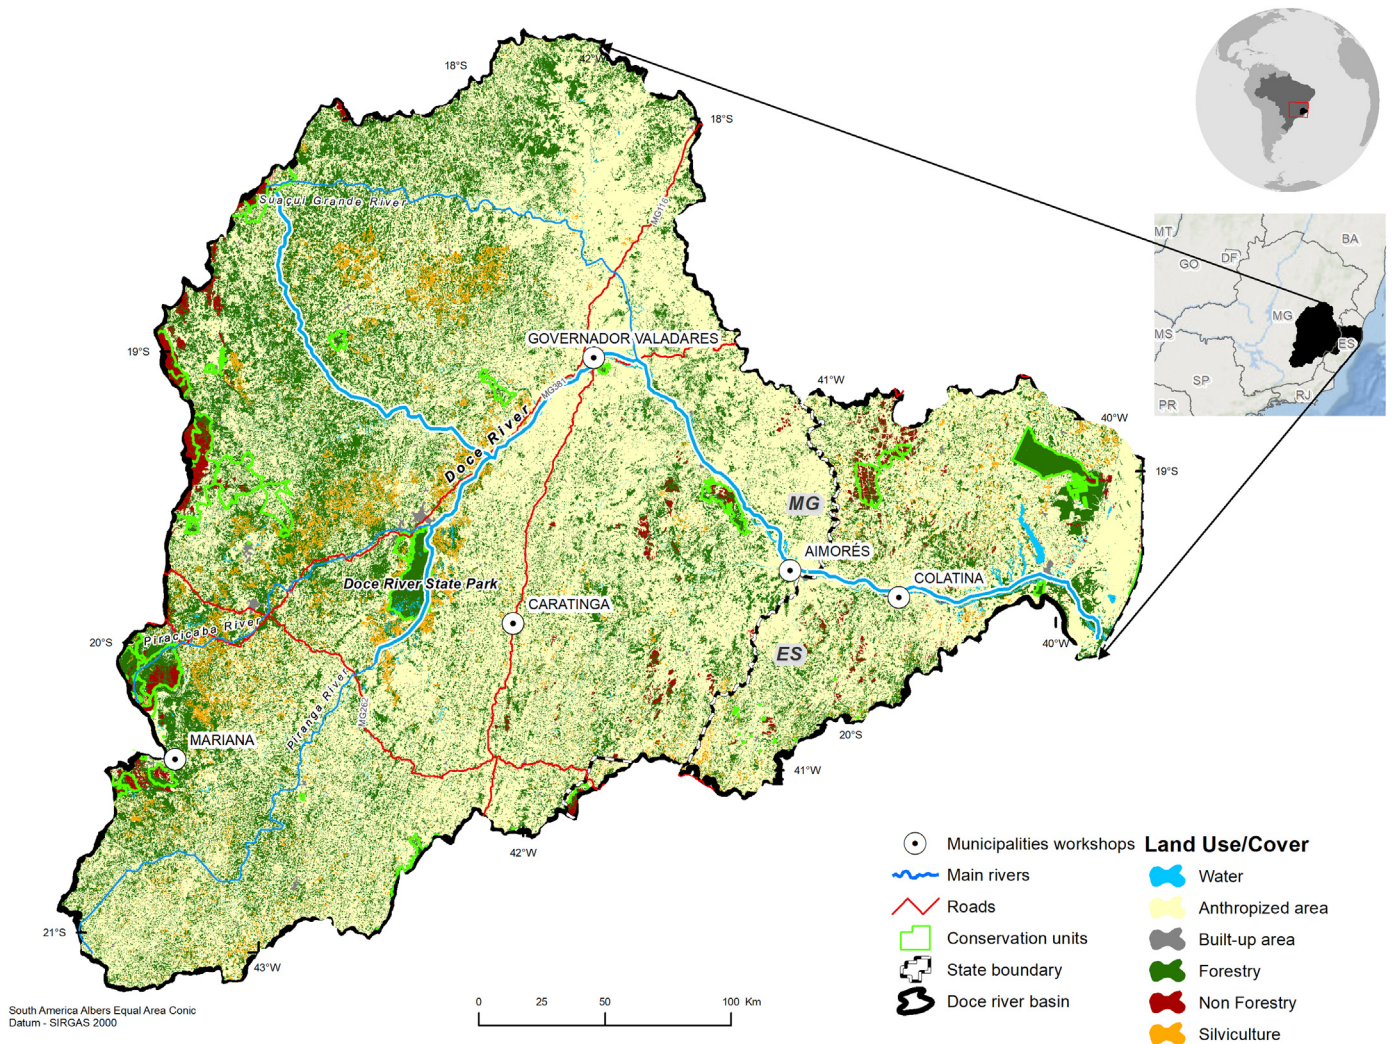 42°W
18°S
18°S
MT
BA
DF
GO
MG
MS
ES
SP
RJ
PR
Suaçuí Grande River
MG116
19°S
GOVERNADOR VALADARES
MG381
41°W
40°W
Doce River
19°S
MG
AIMORÉS
COLATINA
Doce River State Park
CARATINGA
Piracicaba River
20°S
40°W
ES
Piranga River
MG262
MARIANA
20°S
41°W
42°W
21°S
43°W
Municipalities workshops
Main rivers
Roads
Conservation units
State boundary
Doce river basin
Land Use/Cover
Water
Anthropized area
Built-up area
Forestry
Non Forestry
Silviculture
0 25 50 100 Km
South America Albers Equal Area Conic
Datum - SIRGAS 2000